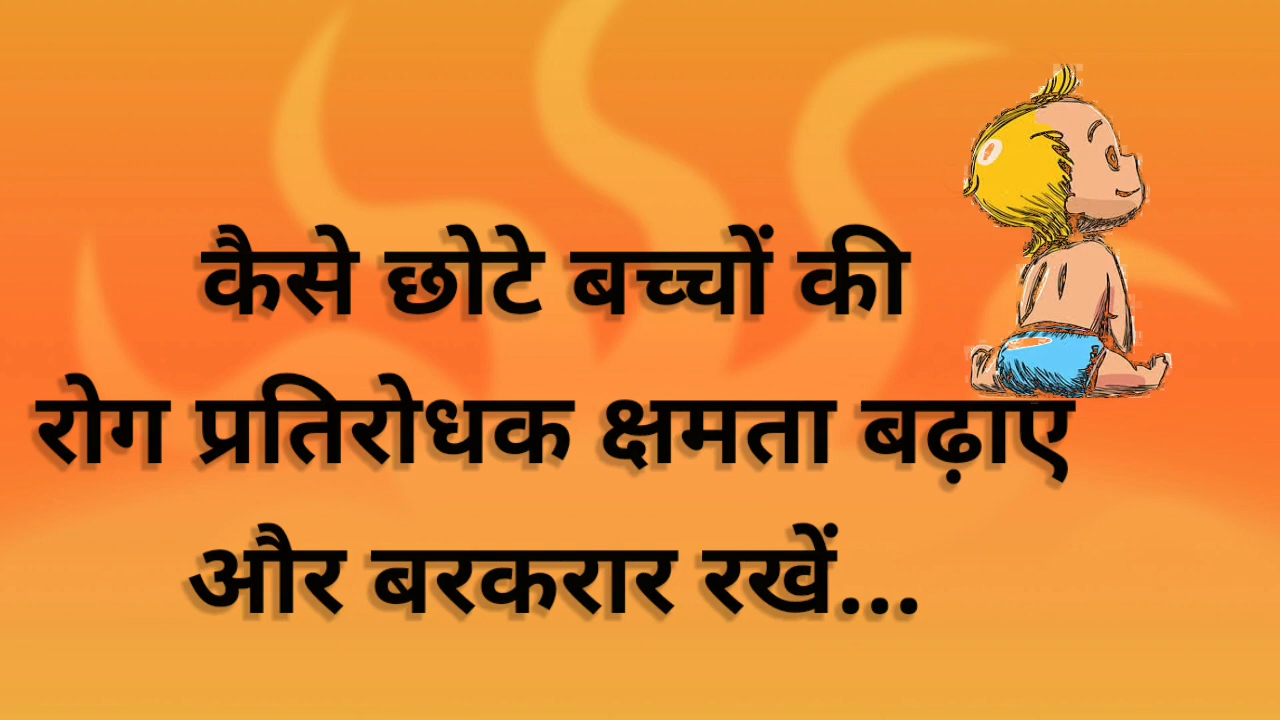 कैसे छोटे बच्चों की
रोग प्रतिरोधक क्षमता बढ़ाए
और बरकरार रखें...